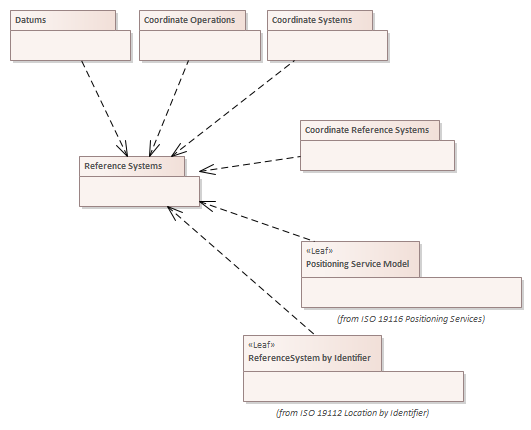 Datums
Coordinate Operations
Coordinate Systems
Coordinate Reference Systems
Reference Systems
«Leaf»
Positioning Service Model
(from ISO 19116 Positioning Services)
«Leaf»
ReferenceSystem by Identifier
(from ISO 19112 Location by Identifier)